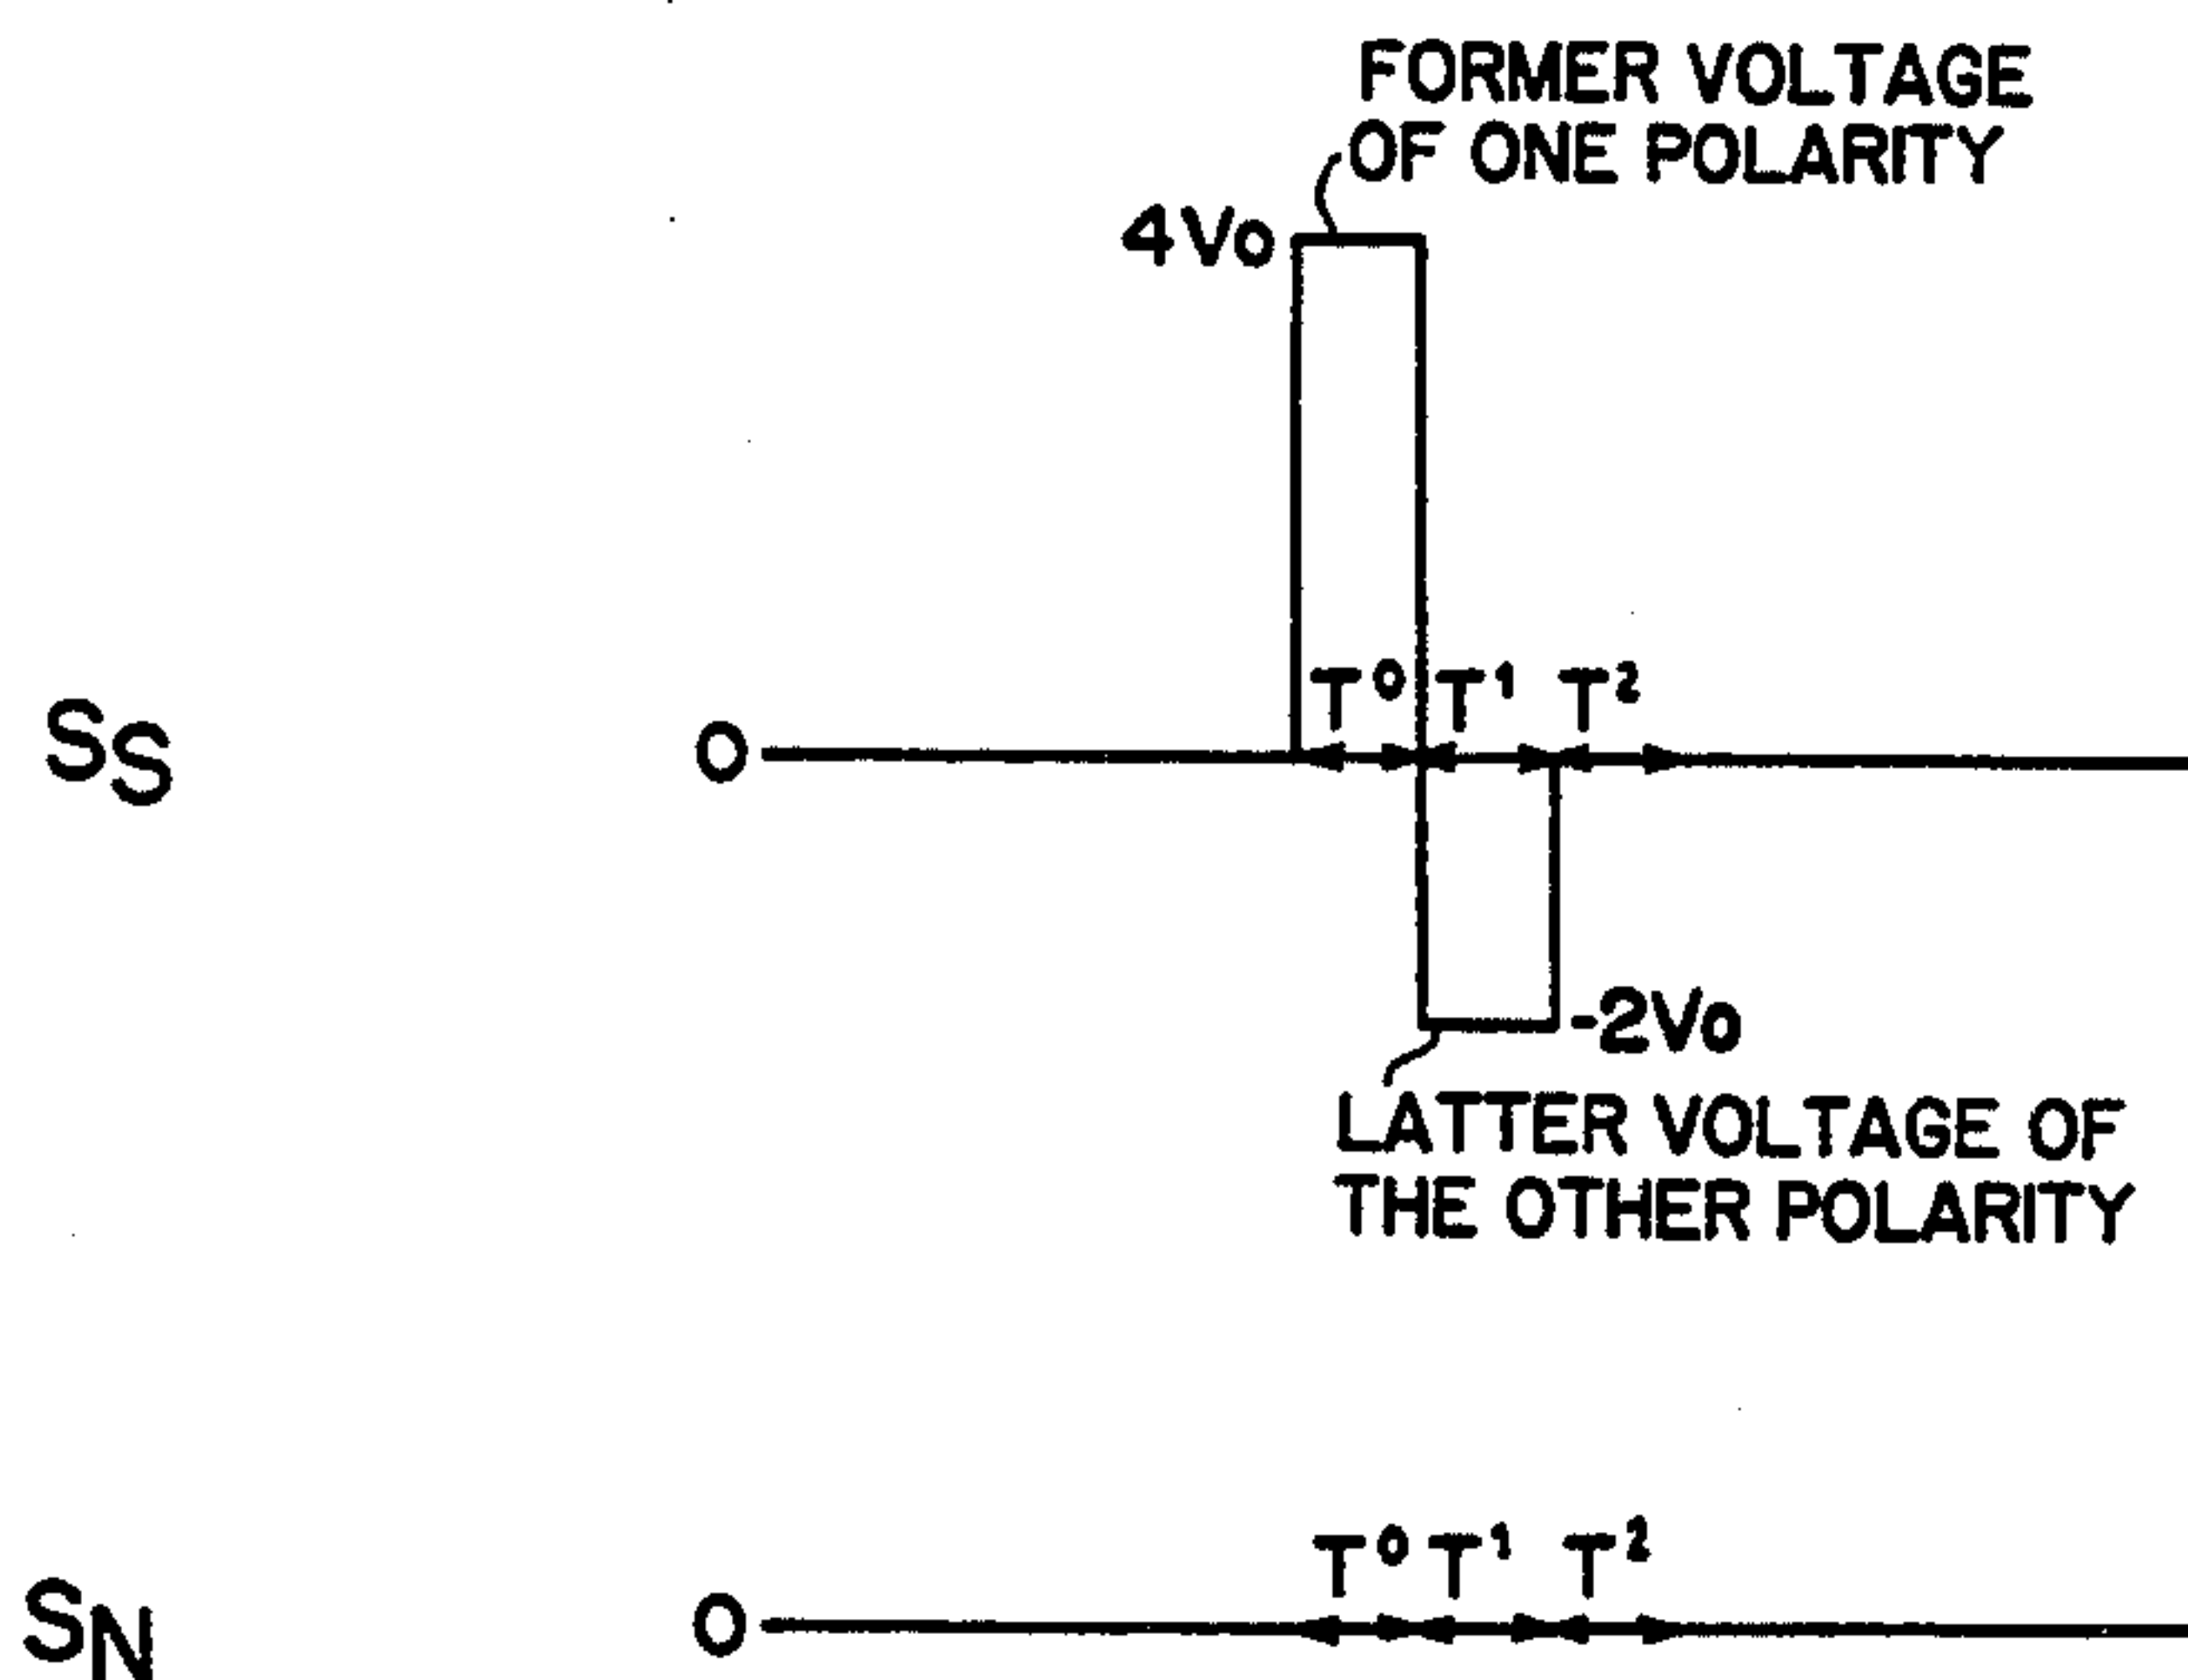 FORMER VOLTAGE
OF ONE POLARITY
4Vo
T⁰ T¹ T²
SS
0
-2Vo
LATTER VOLTAGE OF
THE OTHER POLARITY
T⁰ T¹ T²
SN
0